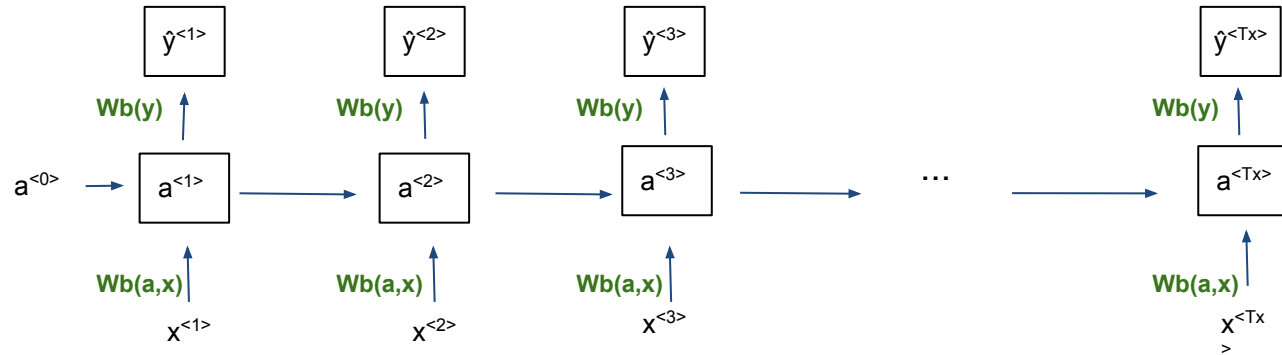 ŷ<1> ŷ<2> ŷ<3> ŷ<Tx>
Wb(y) Wb(y) Wb(y) Wb(y)
a<0> a<1> a<2> a<3> ... a<Tx>
Wb(a,x) Wb(a,x) Wb(a,x) Wb(a,x)
x<1> x<2> x<3> x<Tx
>